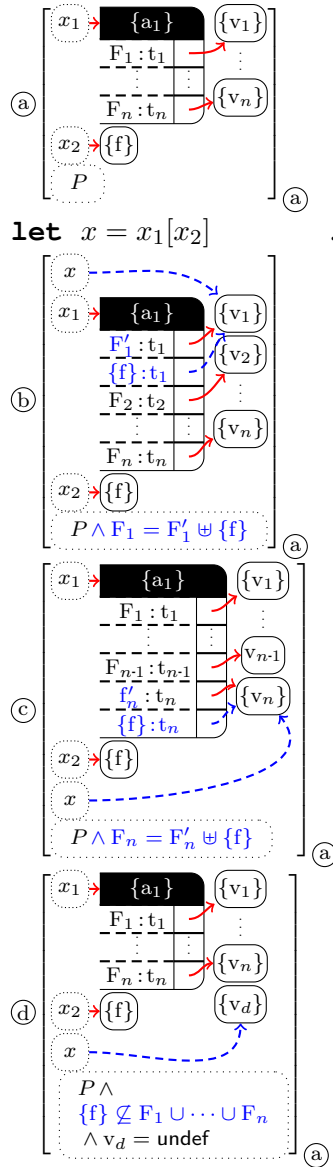 x₁ {a₁} {v₁}
F₁ : t₁
⋮ ⋮ ⋮
Fₙ : tₙ {vₙ}
ⓐ
x₂ {f}
P
ⓐ
let x = x₁[x₂]
x
x₁ {a₁} {v₁}
F′₁ : t₁
{f} : t₁ {v₂}
F₂ : t₂
⋮ ⋮ ⋮
Fₙ : tₙ {vₙ}
ⓑ
x₂ {f}
P ∧ F₁ = F′₁ ⊎ {f}
ⓐ
x₁ {a₁} {v₁}
F₁ : t₁
⋮ ⋮ ⋮
Fₙ₋₁ : tₙ₋₁ vₙ₋₁
f′ₙ : tₙ {vₙ}
{f} : tₙ
ⓒ
x₂ {f}
x
P ∧ Fₙ = F′ₙ ⊎ {f}
ⓐ
x₁ {a₁} {v₁}
F₁ : t₁
⋮ ⋮ ⋮
Fₙ : tₙ {vₙ}
ⓓ x₂ {f} {v_d}
x
P ∧
{f} ⊈ F₁ ∪ ⋯ ∪ Fₙ
∧ v_d = undef
ⓐ